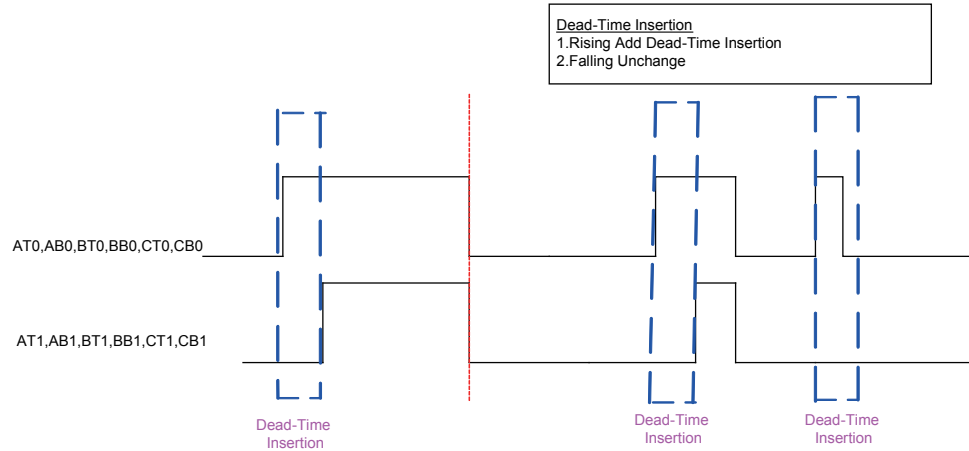 Dead-Time Insertion
1.Rising Add Dead-Time Insertion
2.Falling Unchange
AT0,AB0,BT0,BB0,CT0,CB0
AT1,AB1,BT1,BB1,CT1,CB1
Dead-Time
Insertion
Dead-Time
Insertion
Dead-Time
Insertion